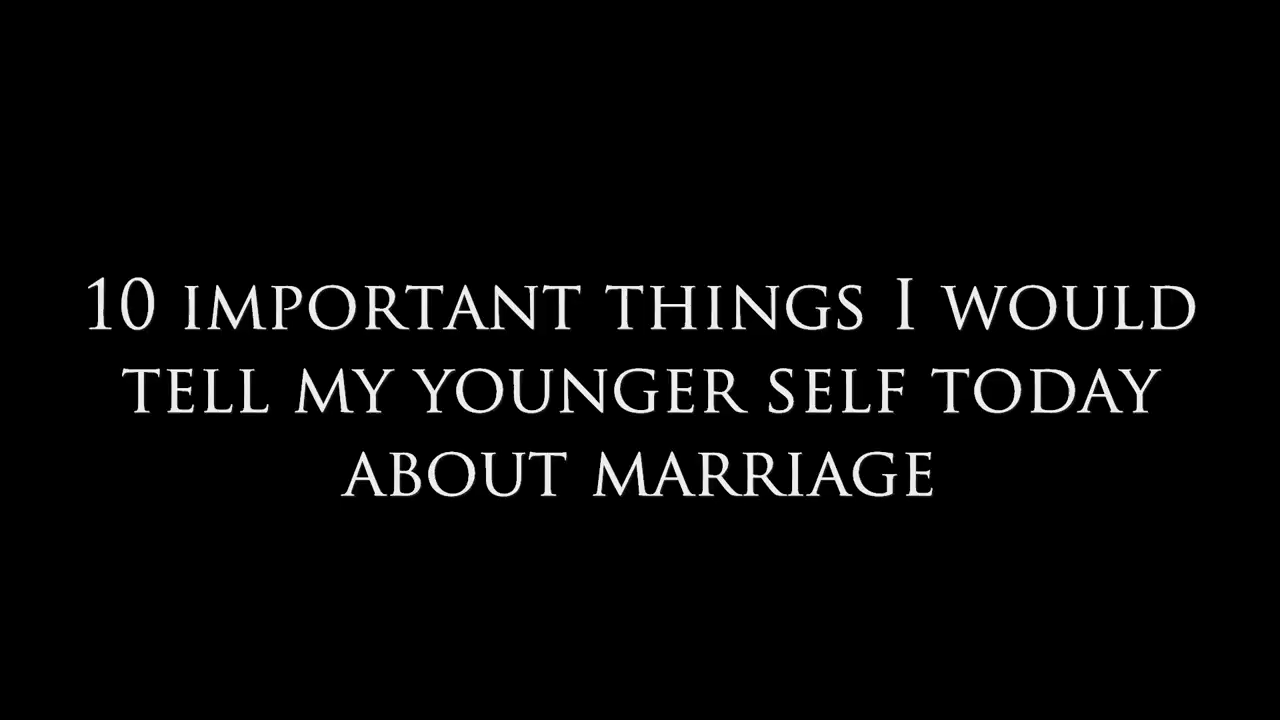 10 IMPORTANT THINGS I WOULD
TELL MY YOUNGER SELF TODAY
ABOUT MARRIAGE